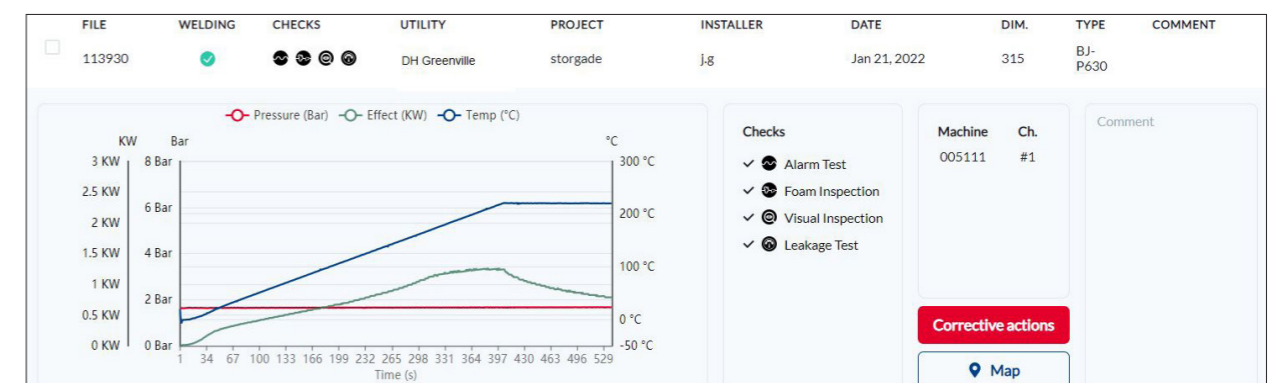 FILE WELDING CHECKS UTILITY PROJECT INSTALLER DATE DIM. TYPE COMMENT
113930 DH Greenville storgade j.g Jan 21, 2022 315 BJ-
P630
Pressure (Bar) Effect (KW) Temp (°C)
KW Bar °C
3 KW 8 Bar 300 °C
2.5 KW
6 Bar 200 °C
2 KW
1.5 KW 4 Bar
100 °C
1 KW
2 Bar
0.5 KW 0 °C
0 KW 0 Bar -50 °C
1 34 67 100 133 166 199 232 265 298 331 364 397 430 463 496 529
Time (s)
Checks
Alarm Test
Foam Inspection
Visual Inspection
Leakage Test
Machine Ch.
005111 #1
Corrective actions
Map
Comment